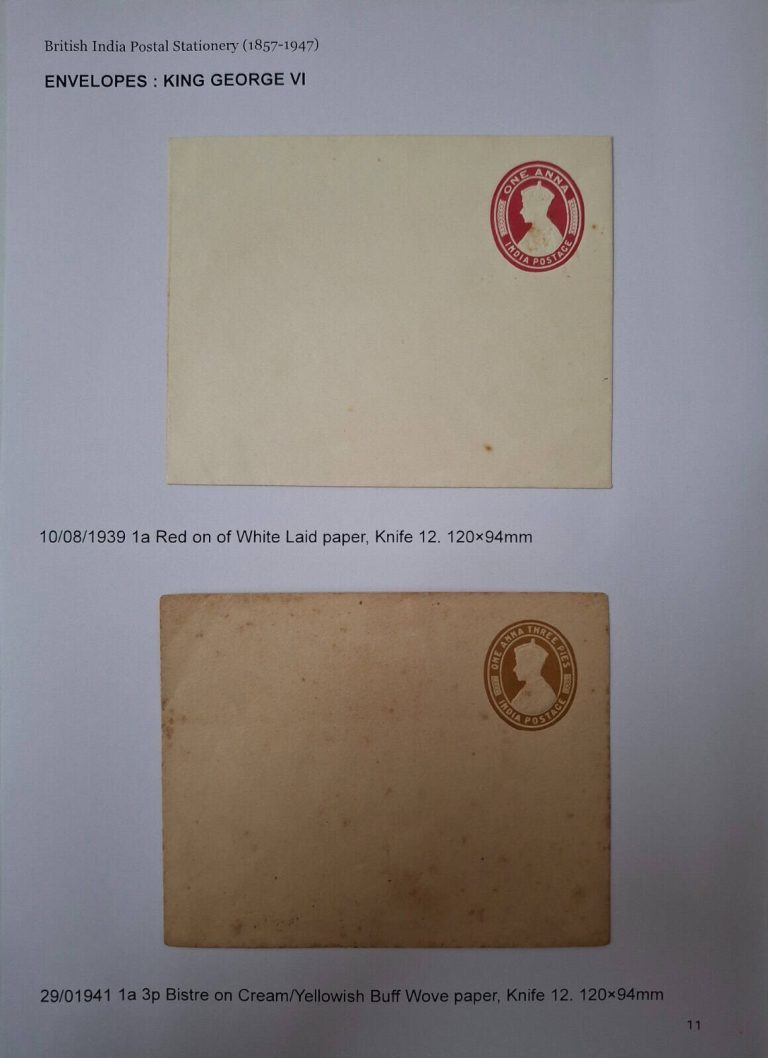 British India Postal Stationery (1857-1947)
ENVELOPES : KING GEORGE VI
ONE ANNA
INDIA POSTAGE
10/08/1939 1a Red on of White Laid paper, Knife 12. 120×94mm
ONE ANNA THREE PIES
INDIA POSTAGE
29/01941 1a 3p Bistre on Cream/Yellowish Buff Wove paper, Knife 12. 120×94mm
11